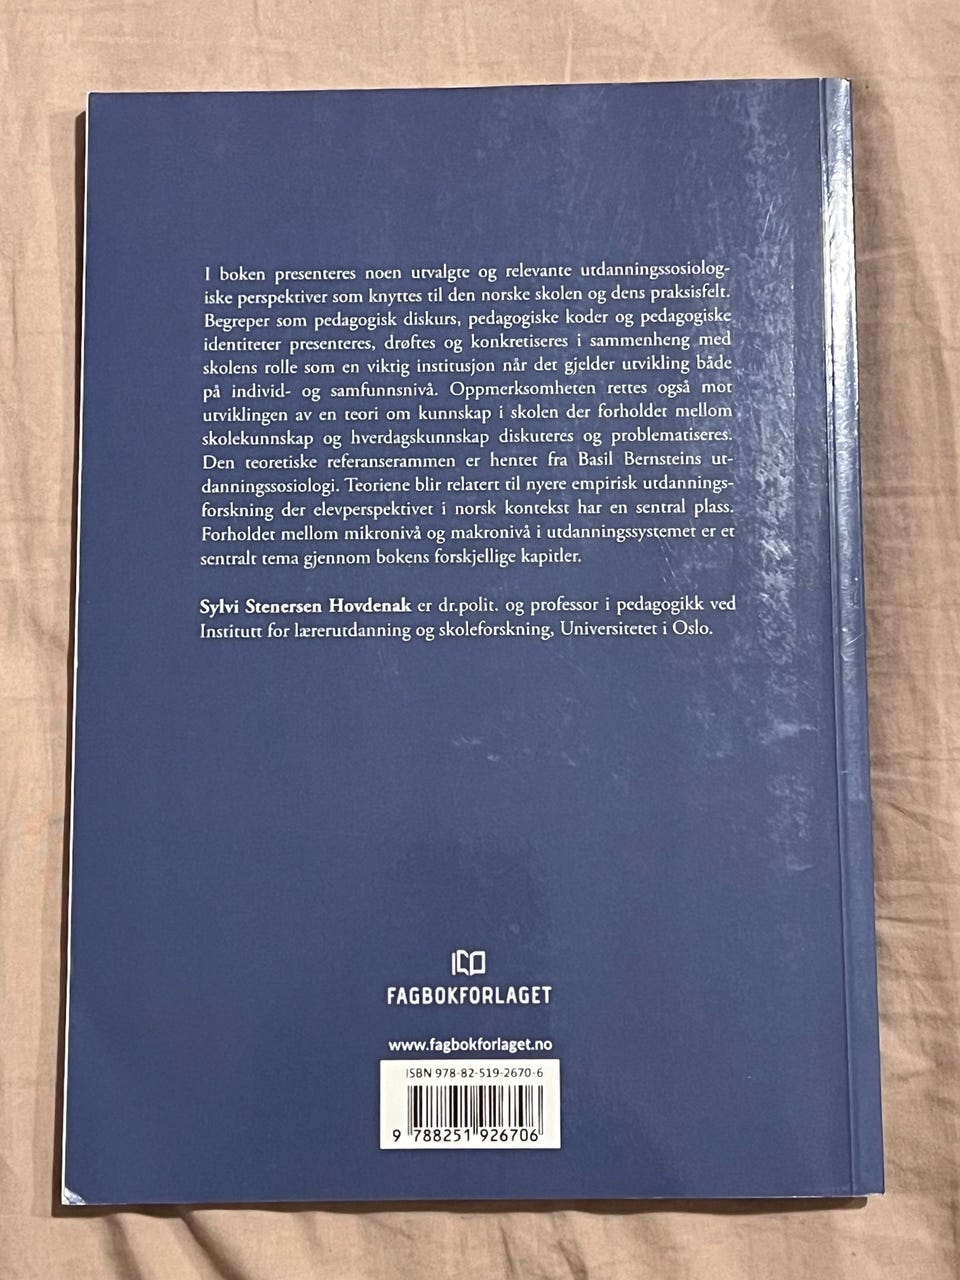 I boken presenteres noen utvalgte og relevante utdanningssosiolog-
iske perspektiver som knyttes til den norske skolen og dens praksisfelt.
Begreper som pedagogisk diskurs, pedagogiske koder og pedagogiske
identiteter presenteres, drøftes og konkretiseres i sammenheng med
skolens rolle som en viktig institusjon når det gjelder utvikling både
på individ- og samfunnsnivå. Oppmerksomheten rettes også mot
utviklingen av en teori om kunnskap i skolen der forholdet mellom
skolekunnskap og hverdagskunnskap diskuteres og problematiseres.
Den teoretiske referanserammen er hentet fra Basil Bernsteins ut-
danningssosiologi. Teoriene blir relatert til nyere empirisk utdannings-
forskning der elevperspektivet i norsk kontekst har en sentral plass.
Forholdet mellom mikronivå og makronivå i utdanningssystemet er et
sentralt tema gjennom bokens forskjellige kapitler.
Sylvi Stenersen Hovdenak er dr.polit. og professor i pedagogikk ved
Institutt for lærerutdanning og skoleforskning, Universitetet i Oslo.
FAGBOKFORLAGET
www.fagbokforlaget.no
ISBN 978-82-519-2670-6
9 788251 926706